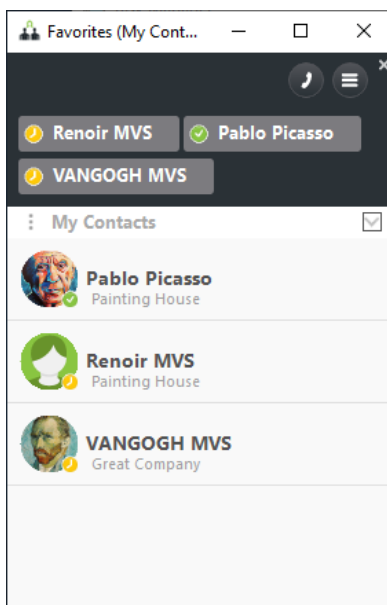 Favorites (My Cont...
Renoir MVS Pablo Picasso
VANGOGH MVS
My Contacts
Pablo Picasso
Painting House
Renoir MVS
Painting House
VANGOGH MVS
Great Company